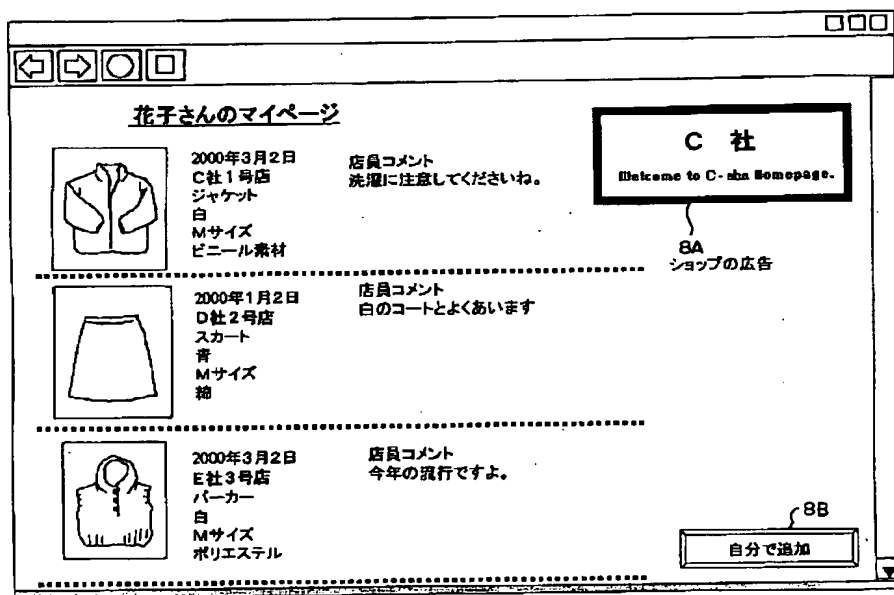 花子さんのマイページ
2000年3月2日
C社1号店
ジャケット
白
Mサイズ
ビニール素材
店員コメント
洗濯に注意してくださいね。
C 社
Welcome to C-sha Homepage.
8A
ショップの広告
2000年1月2日
D社2号店
スカート
青
Mサイズ
綿
店員コメント
白のコートとよくあいます
2000年3月2日
E社3号店
パーカー
白
Mサイズ
ポリエステル
店員コメント
今年の流行ですよ。
8B
自分で追加